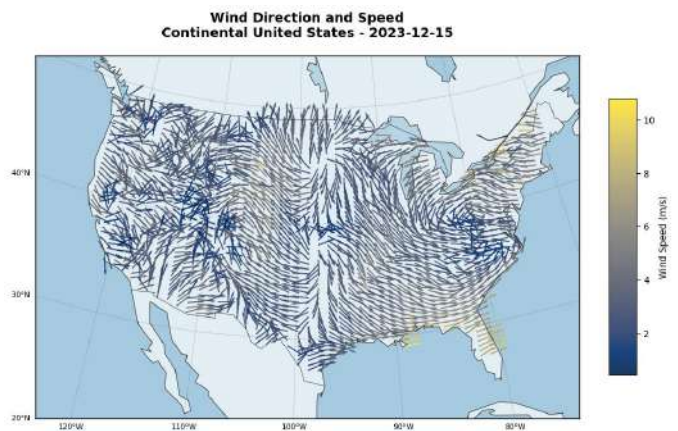 Wind Direction and Speed
Continental United States - 2023-12-15
40°N
30°N
20°N
120°W
110°W
100°W
90°W
80°W
10
8
6
4
2
Wind Speed (m/s)